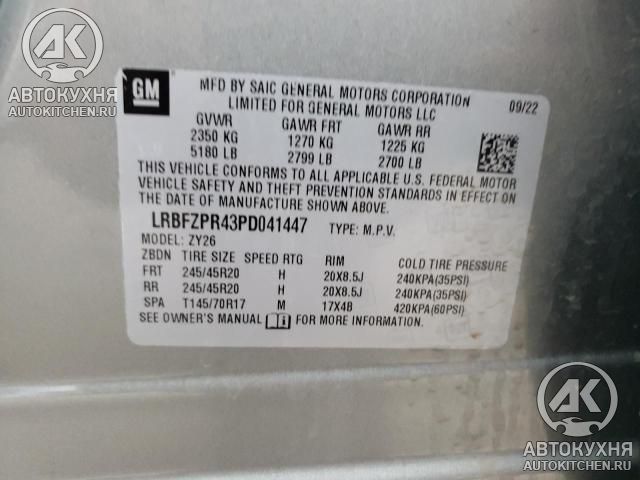 AK
АВТОКУХНЯ
AUTOKITCHEN.RU
GM
MFD BY SAIC GENERAL MOTORS CORPORATION
LIMITED FOR GENERAL MOTORS LLC
09/22
GVWR GAWR FRT GAWR RR
2350 KG 1270 KG 1225 KG
5180 LB 2799 LB 2700 LB
THIS VEHICLE CONFORMS TO ALL APPLICABLE U.S. FEDERAL MOTOR
VEHICLE SAFETY AND THEFT PREVENTION STANDARDS IN EFFECT ON
THE DATE OF MANUFACTURE SHOWN ABOVE.
LRBFZPR43PD041447 TYPE: M.P.V.
MODEL: ZY26
ZBDN TIRE SIZE SPEED RTG RIM COLD TIRE PRESSURE
FRT 245/45R20 H 20X8.5J 240KPA(35PSI)
RR 245/45R20 H 20X8.5J 240KPA(35PSI)
SPA T145/70R17 M 17X4B 420KPA(60PSI)
SEE OWNER'S MANUAL FOR MORE INFORMATION.
AK
АВТОКУХНЯ
AUTOKITCHEN.RU